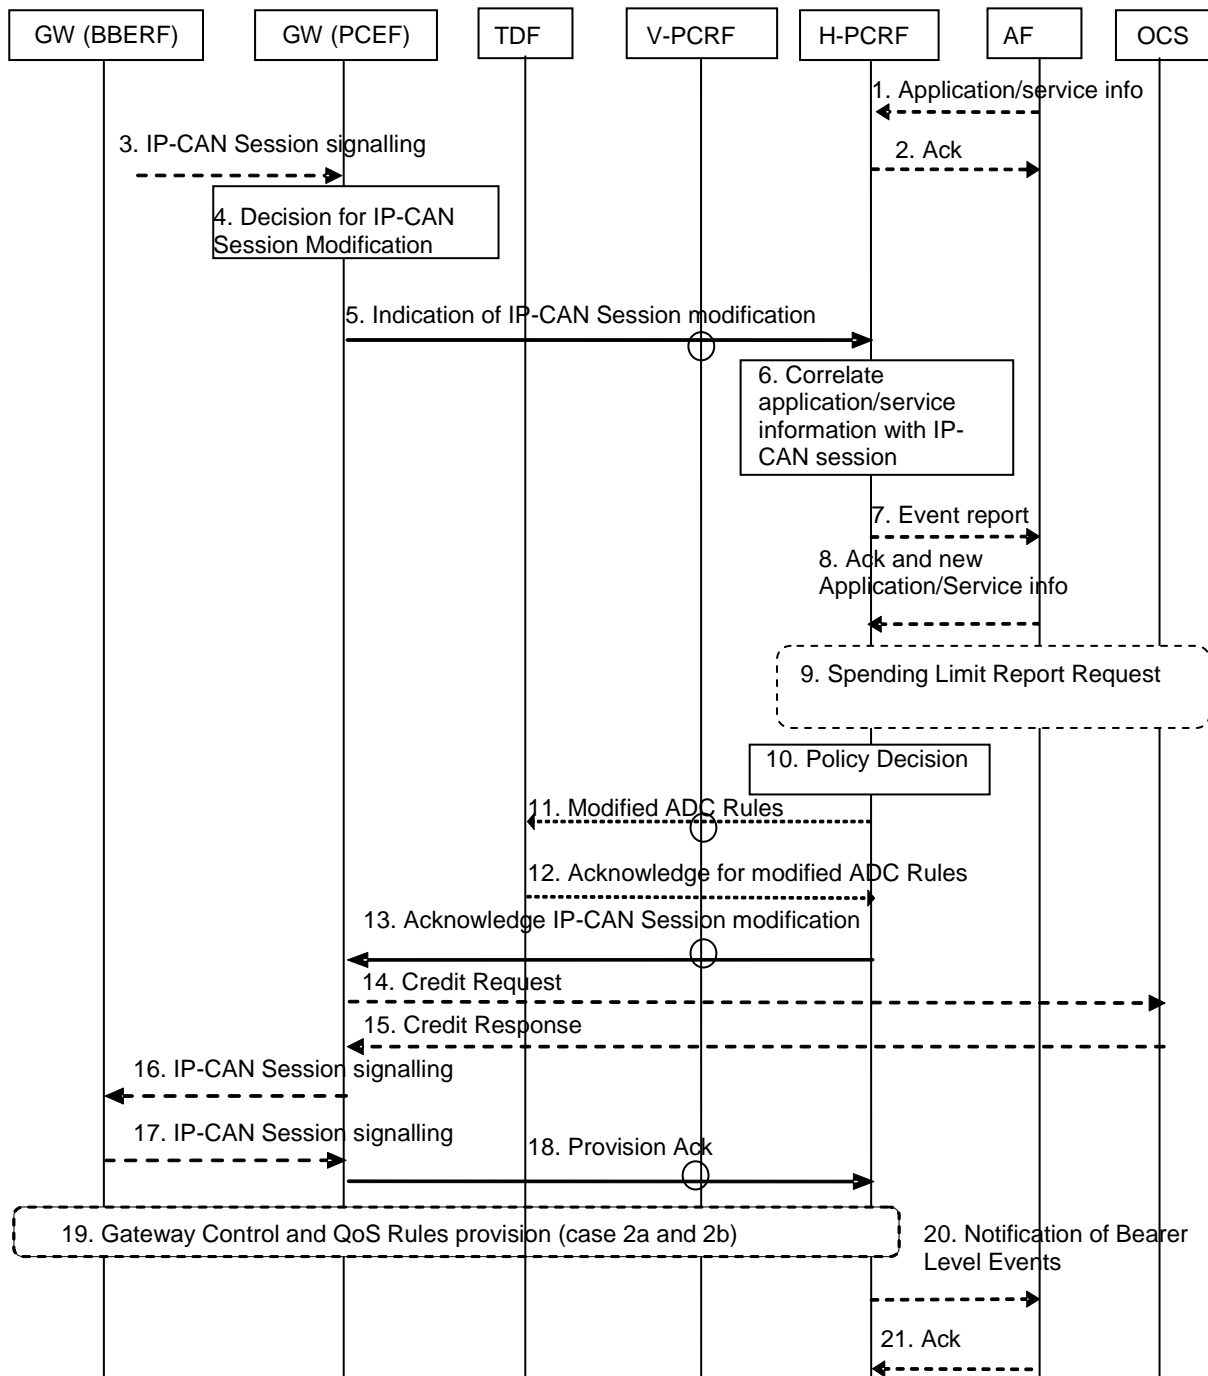 GW (BBERF)
GW (PCEF)
TDF
V-PCRF
H-PCRF
AF
OCS
1. Application/service info
2. Ack
3. IP-CAN Session signalling
4. Decision for IP-CAN
Session Modification
5. Indication of IP-CAN Session modification
6. Correlate
application/service
information with IP-
CAN session
7. Event report
8. Ack and new
Application/Service info
9. Spending Limit Report Request
10. Policy Decision
11. Modified ADC Rules
12. Acknowledge for modified ADC Rules
13. Acknowledge IP-CAN Session modification
14. Credit Request
15. Credit Response
16. IP-CAN Session signalling
17. IP-CAN Session signalling
18. Provision Ack
19. Gateway Control and QoS Rules provision (case 2a and 2b)
20. Notification of Bearer
Level Events
21. Ack